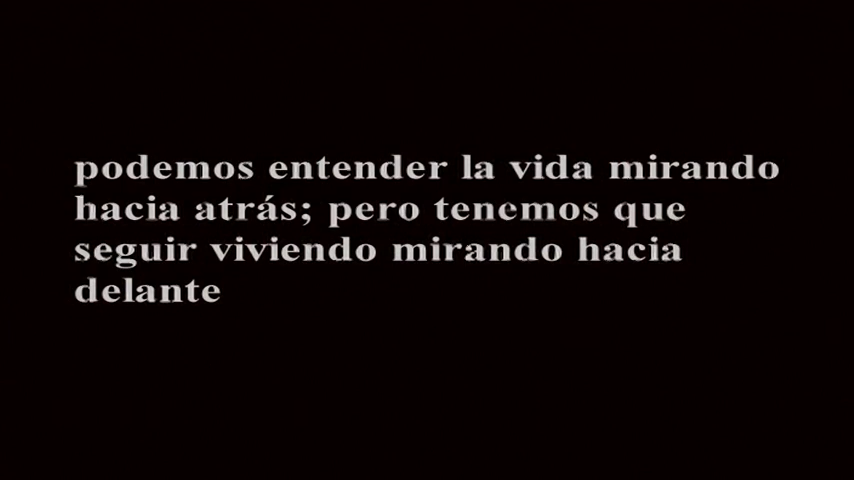 podemos entender la vida mirando
hacia atrás; pero tenemos que
seguir viviendo mirando hacia
delante